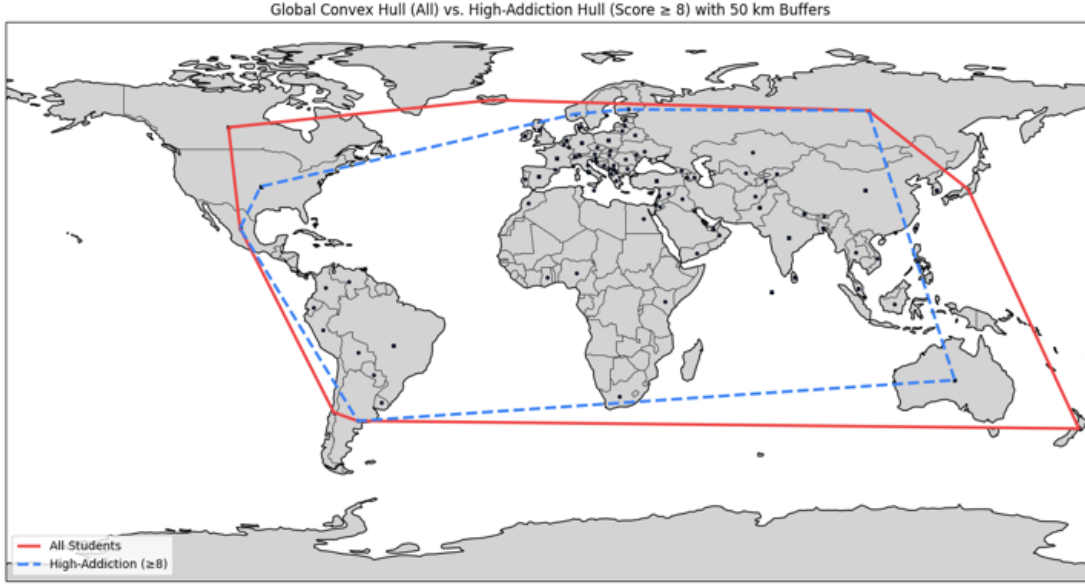 Global Convex Hull (All) vs. High-Addiction Hull (Score ≥ 8) with 50 km Buffers
All Students
High-Addiction (≥8)